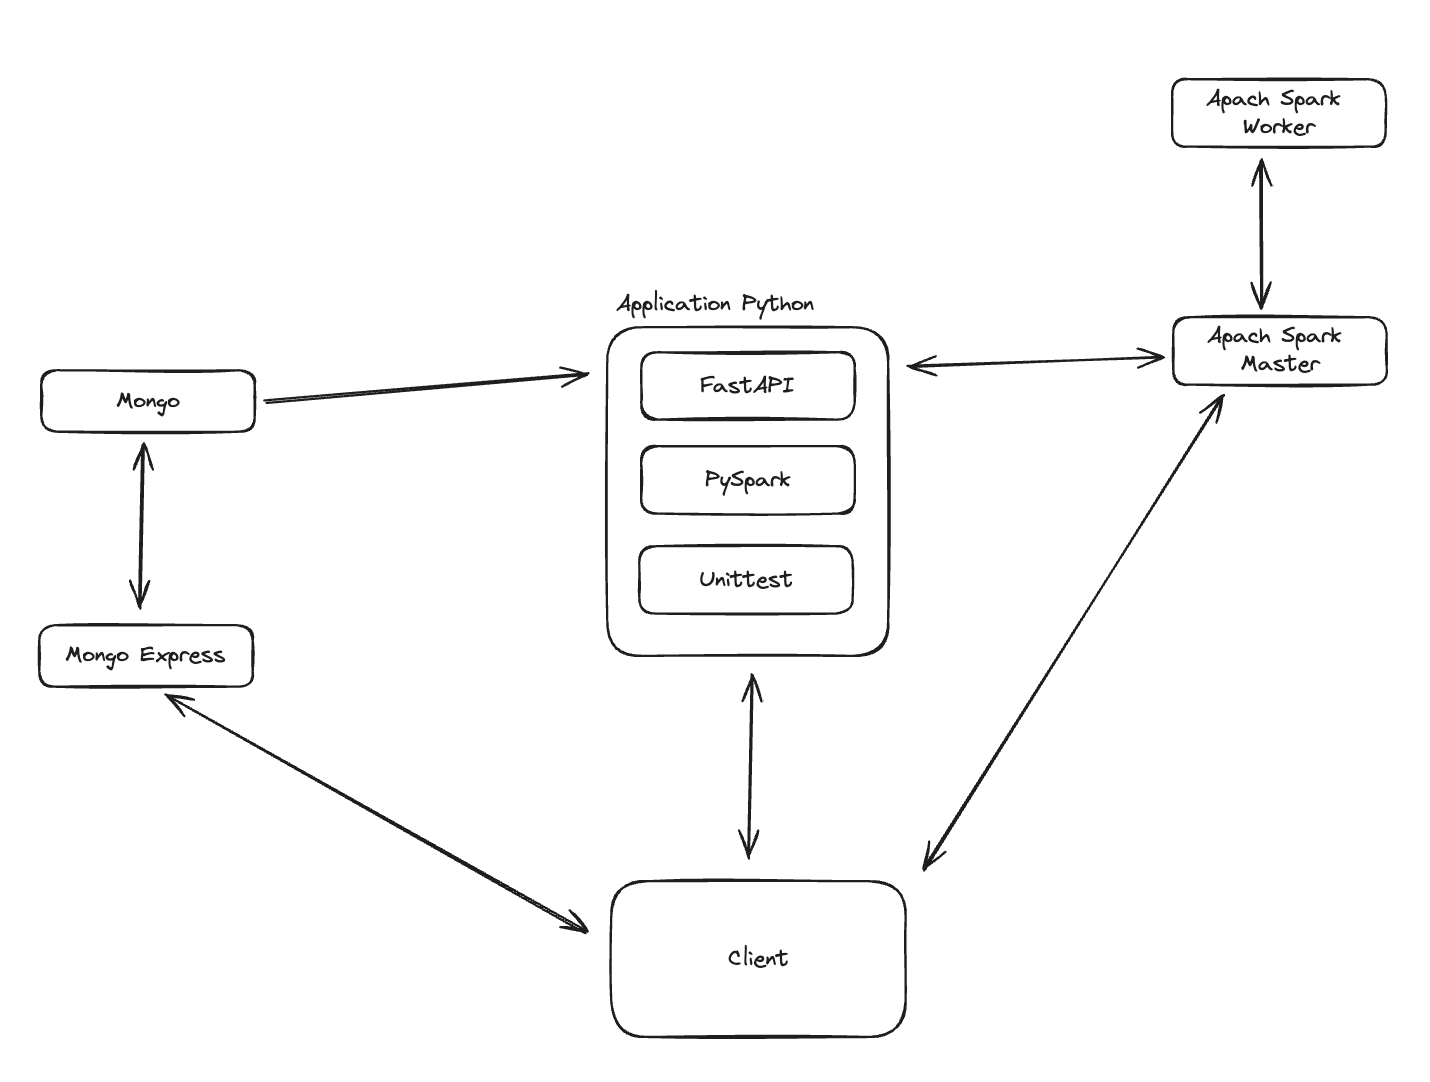 Apach Spark
Worker
Application Python
Apach Spark
Master
FastAPI
Mongo
PySpark
Unittest
Mongo Express
Client